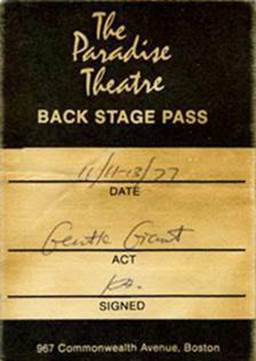 The
Paradise
Theatre
BACK STAGE PASS
11/11-13/77
DATE
Gentle Giant
ACT
SIGNED
967 Commonwealth Avenue, Boston